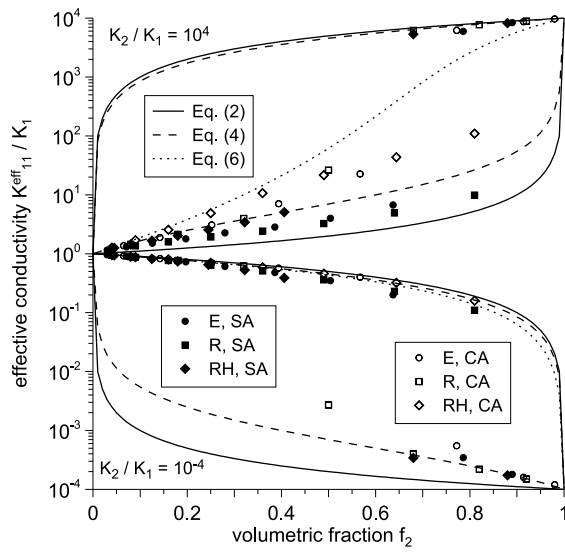 K2 / K1 = 10^4
Eq. (2)
Eq. (4)
Eq. (6)
E, SA
R, SA
RH, SA
E, CA
R, CA
RH, CA
K2 / K1 = 10^-4
effective conductivity K^eff_11 / K1
10^4
10^3
10^2
10^1
10^0
10^-1
10^-2
10^-3
10^-4
0 0.2 0.4 0.6 0.8 1
volumetric fraction f2